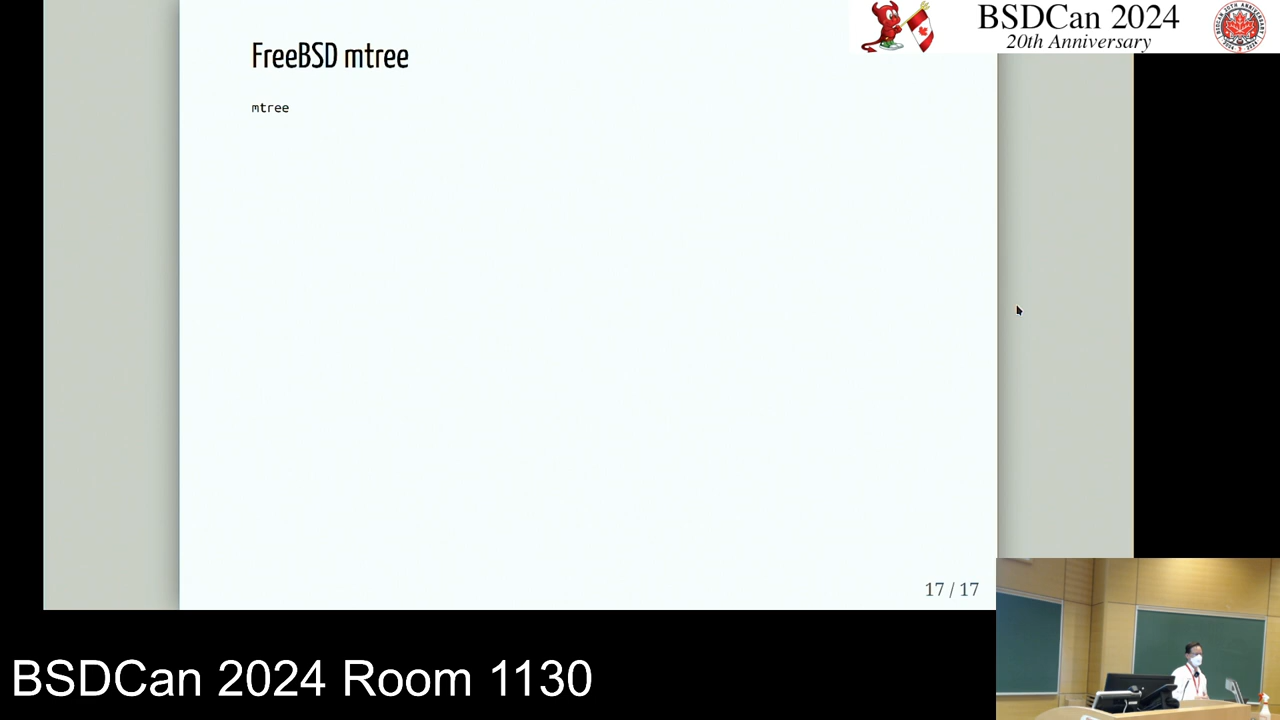 BSDCan 2024
20th Anniversary
FreeBSD mtree
mtree
17 / 17
BSDCan 2024 Room 1130